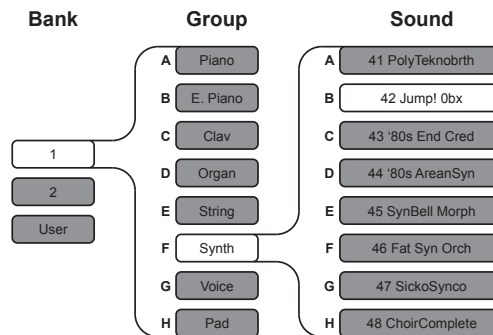 Bank Group Sound
A Piano A 41 PolyTeknobrth
B E. Piano B 42 Jump! 0bx
C Clav C 43 ‘80s End Cred
1
D Organ D 44 ‘80s AreanSyn
2
E String E 45 SynBell Morph
User
F Synth F 46 Fat Syn Orch
G Voice G 47 SickoSynco
H Pad H 48 ChoirComplete